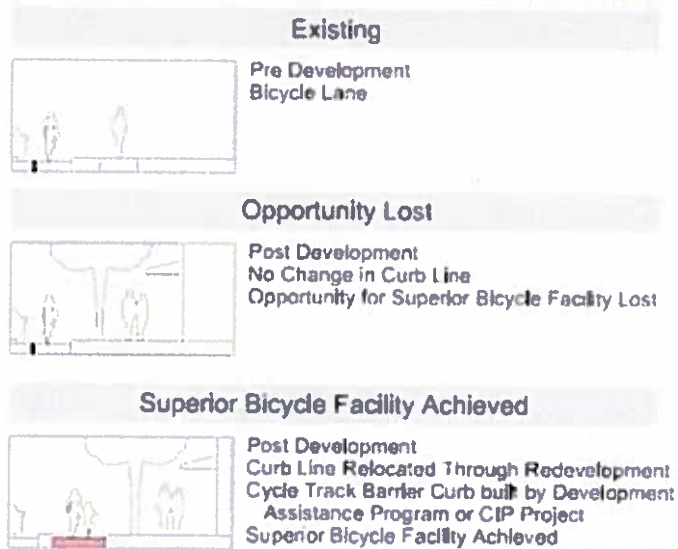 Existing
Pre Development
Bicycle Lane
Opportunity Lost
Post Development
No Change in Curb Line
Opportunity for Superior Bicycle Facility Lost
Superior Bicycle Facility Achieved
Post Development
Curb Line Relocated Through Redevelopment
Cycle Track Barrier Curb built by Development
Assistance Program or CIP Project
Superior Bicycle Facility Achieved